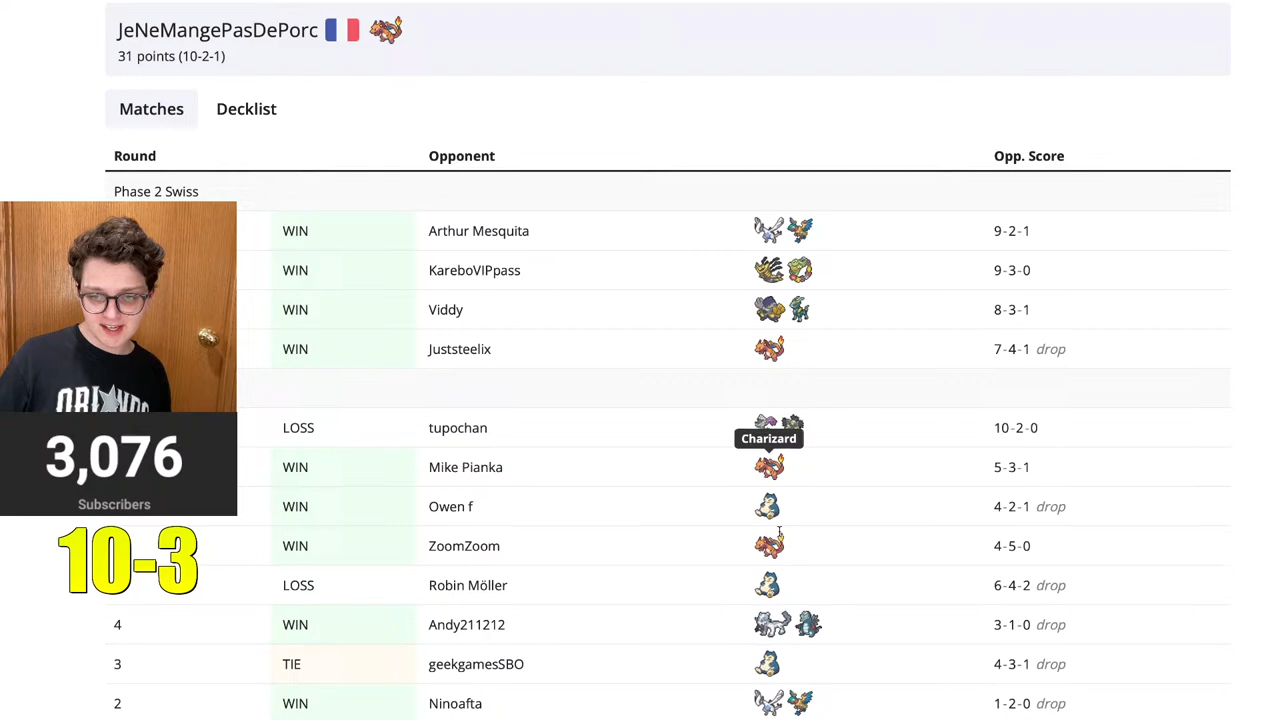 JeNeMangePasDePorc
31 points (10-2-1)
Matches Decklist
Round Opponent Opp. Score
Phase 2 Swiss
WIN Arthur Mesquita 9-2-1
WIN KareboVIPpass 9-3-0
WIN Viddy 8-3-1
WIN Juststeelix 7-4-1 drop
LOSS tupochan 10-2-0
Charizard
WIN Mike Pianka 5-3-1
WIN Owen f 4-2-1 drop
WIN ZoomZoom 4-5-0
LOSS Robin Möller 6-4-2 drop
4 WIN Andy211212 3-1-0 drop
3 TIE geekgamesSBO 4-3-1 drop
2 WIN Ninoafta 1-2-0 drop
3,076
Subscribers
10-3